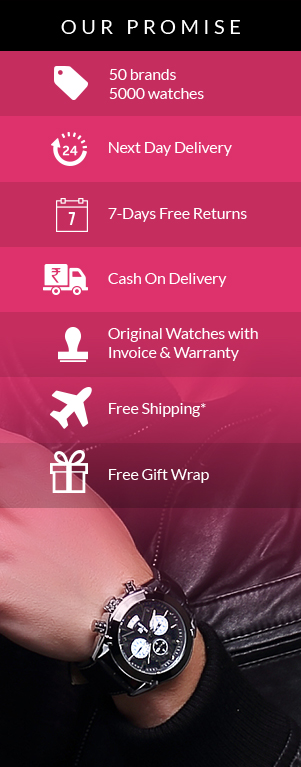 OUR PROMISE
50 brands
5000 watches
24
Next Day Delivery
7
7-Days Free Returns
₹
Cash On Delivery
Original Watches with
Invoice & Warranty
Free Shipping*
Free Gift Wrap